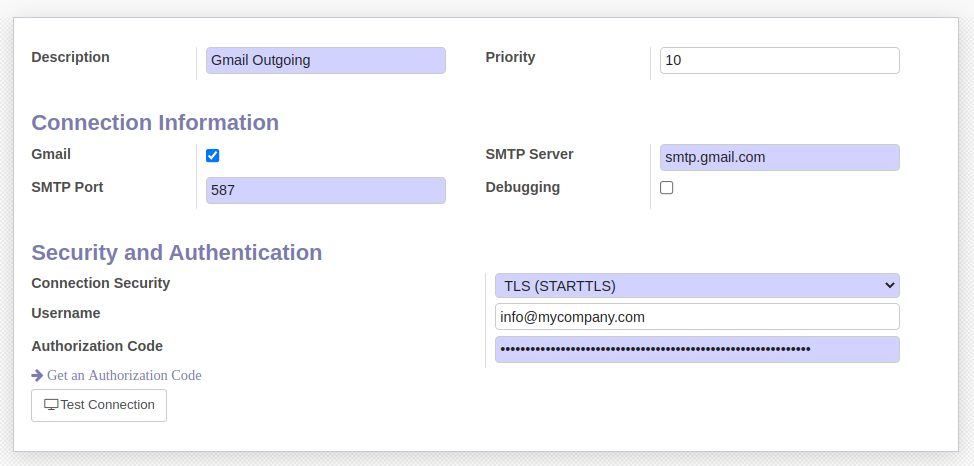 Description Gmail Outgoing Priority 10
Connection Information
Gmail SMTP Server smtp.gmail.com
SMTP Port 587 Debugging
Security and Authentication
Connection Security TLS (STARTTLS)
Username info@mycompany.com
Authorization Code ••••••••••••••••••••••••••••••••••••••••••••••••••••••••••••••
Get an Authorization Code
Test Connection